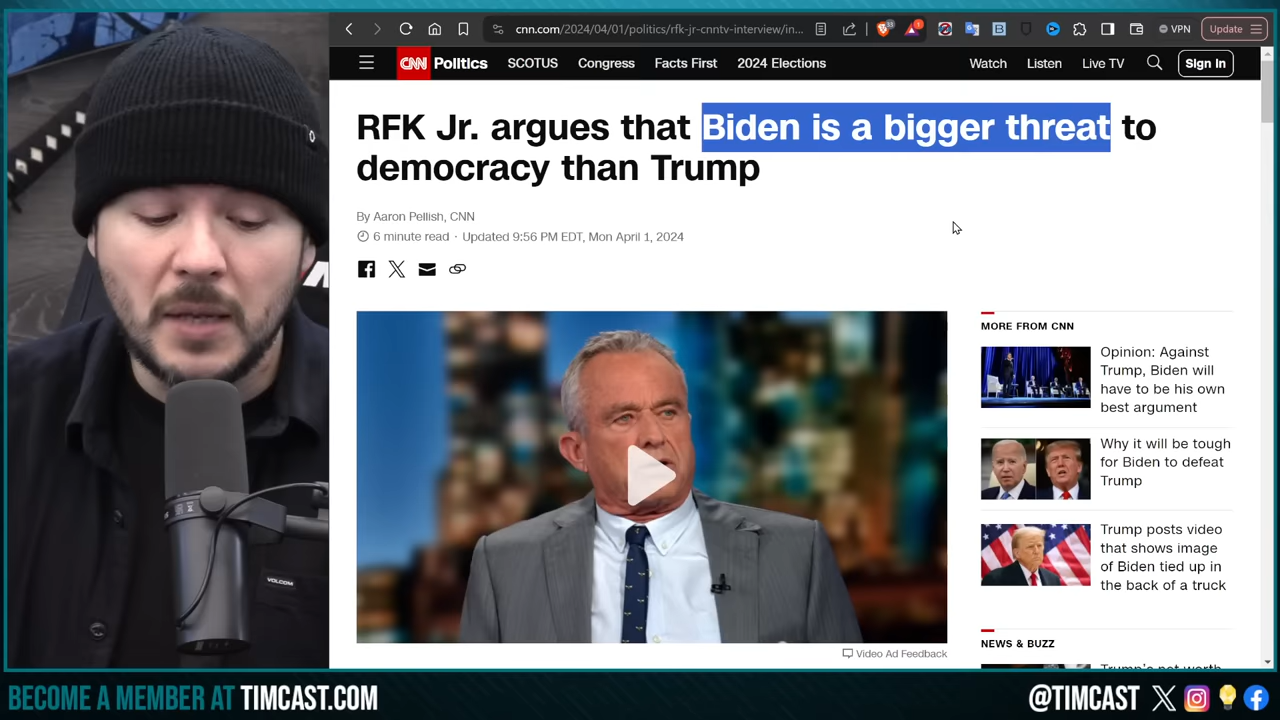 cnn.com/2024/04/01/politics/rfk-jr-cnntv-interview/in...
VPN
Update
CNN Politics
SCOTUS
Congress
Facts First
2024 Elections
Watch
Listen
Live TV
Sign in
RFK Jr. argues that Biden is a bigger threat to
democracy than Trump
By Aaron Pellish, CNN
6 minute read · Updated 9:56 PM EDT, Mon April 1, 2024
Video Ad Feedback
MORE FROM CNN
Opinion: Against
Trump, Biden will
have to be his own
best argument
Why it will be tough
for Biden to defeat
Trump
Trump posts video
that shows image
of Biden tied up in
the back of a truck
NEWS & BUZZ
Trump's net worth
VOLCOM
BECOME A MEMBER AT TIMCAST.COM
@TIMCAST